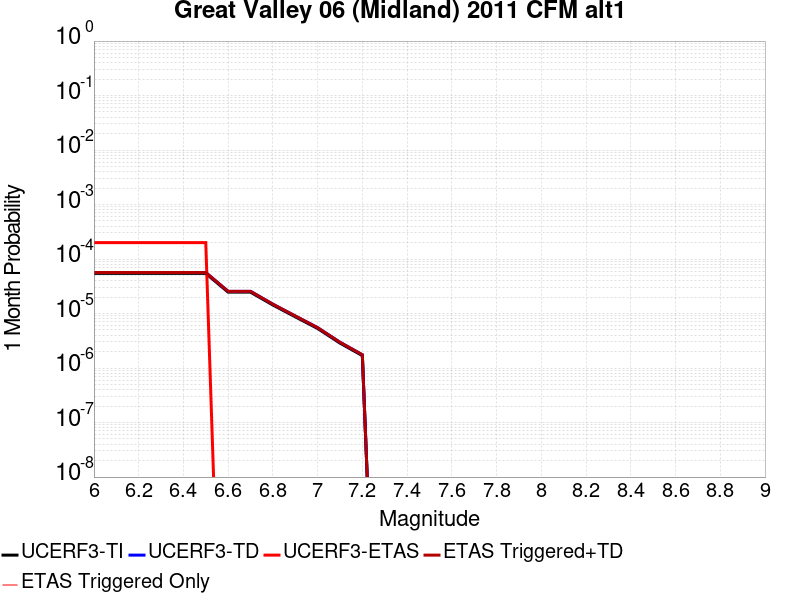 Great Valley 06 (Midland) 2011 CFM alt1
10^0
10^-1
10^-2
10^-3
10^-4
10^-5
10^-6
10^-7
10^-8
1 Month Probability
6 6.2 6.4 6.6 6.8 7 7.2 7.4 7.6 7.8 8 8.2 8.4 8.6 8.8 9
Magnitude
UCERF3-TI UCERF3-TD UCERF3-ETAS ETAS Triggered+TD
ETAS Triggered Only